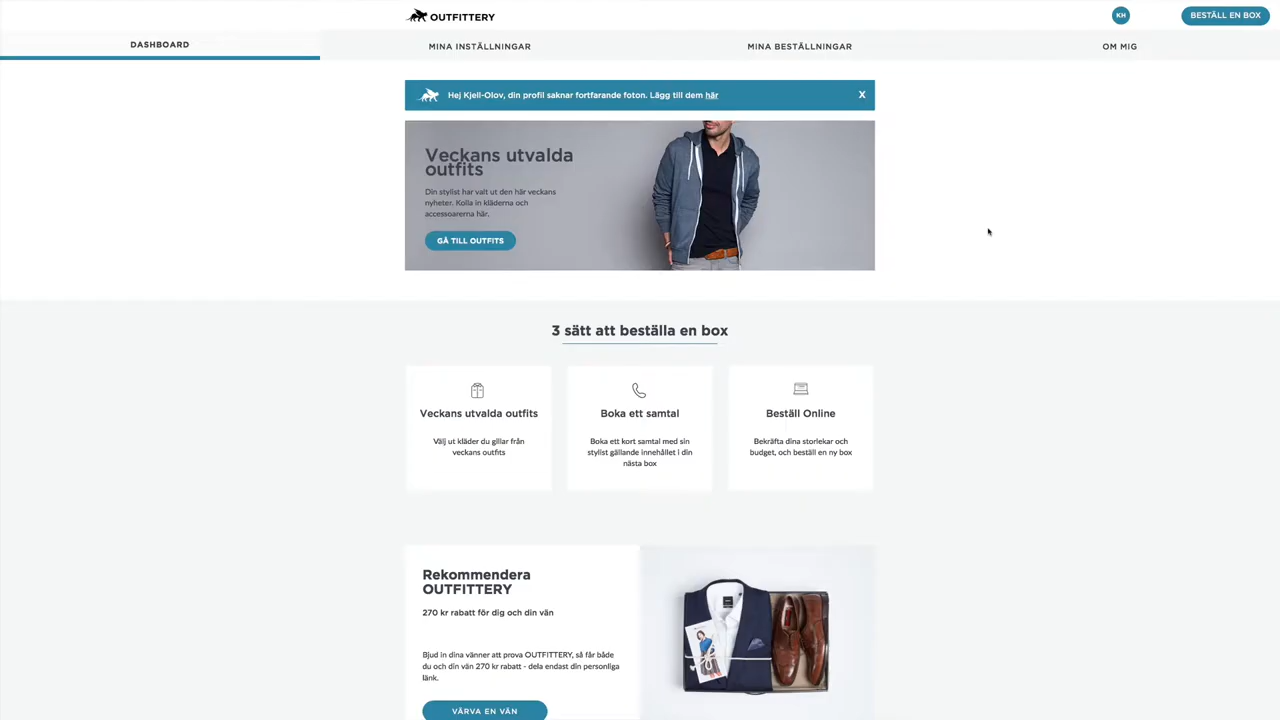 OUTFITTERY
KH
BESTÄLL EN BOX
DASHBOARD
MINA INSTÄLLNINGAR
MINA BESTÄLLNINGAR
OM MIG
Hej Kjell-Olov, din profil saknar fortfarande foton. Lägg till dem här
X
Veckans utvalda
outfits
Din stylist har valt ut den här veckans
nyheter. Kolla in kläderna och
accessoarerna här.
GÅ TILL OUTFITS
3 sätt att beställa en box
Veckans utvalda outfits
Välj ut kläder du gillar från
veckans outfits
Boka ett samtal
Boka ett kort samtal med sin
stylist gällande innehållet i din
nästa box
Beställ Online
Bekräfta dina storlekar och
budget, och beställ en ny box
Rekommendera
OUTFITTERY
270 kr rabatt för dig och din vän
Bjud in dina vänner att prova OUTFITTERY, så får både
du och din vän 270 kr rabatt - dela endast din personliga
länk.
VÄRVA EN VÄN